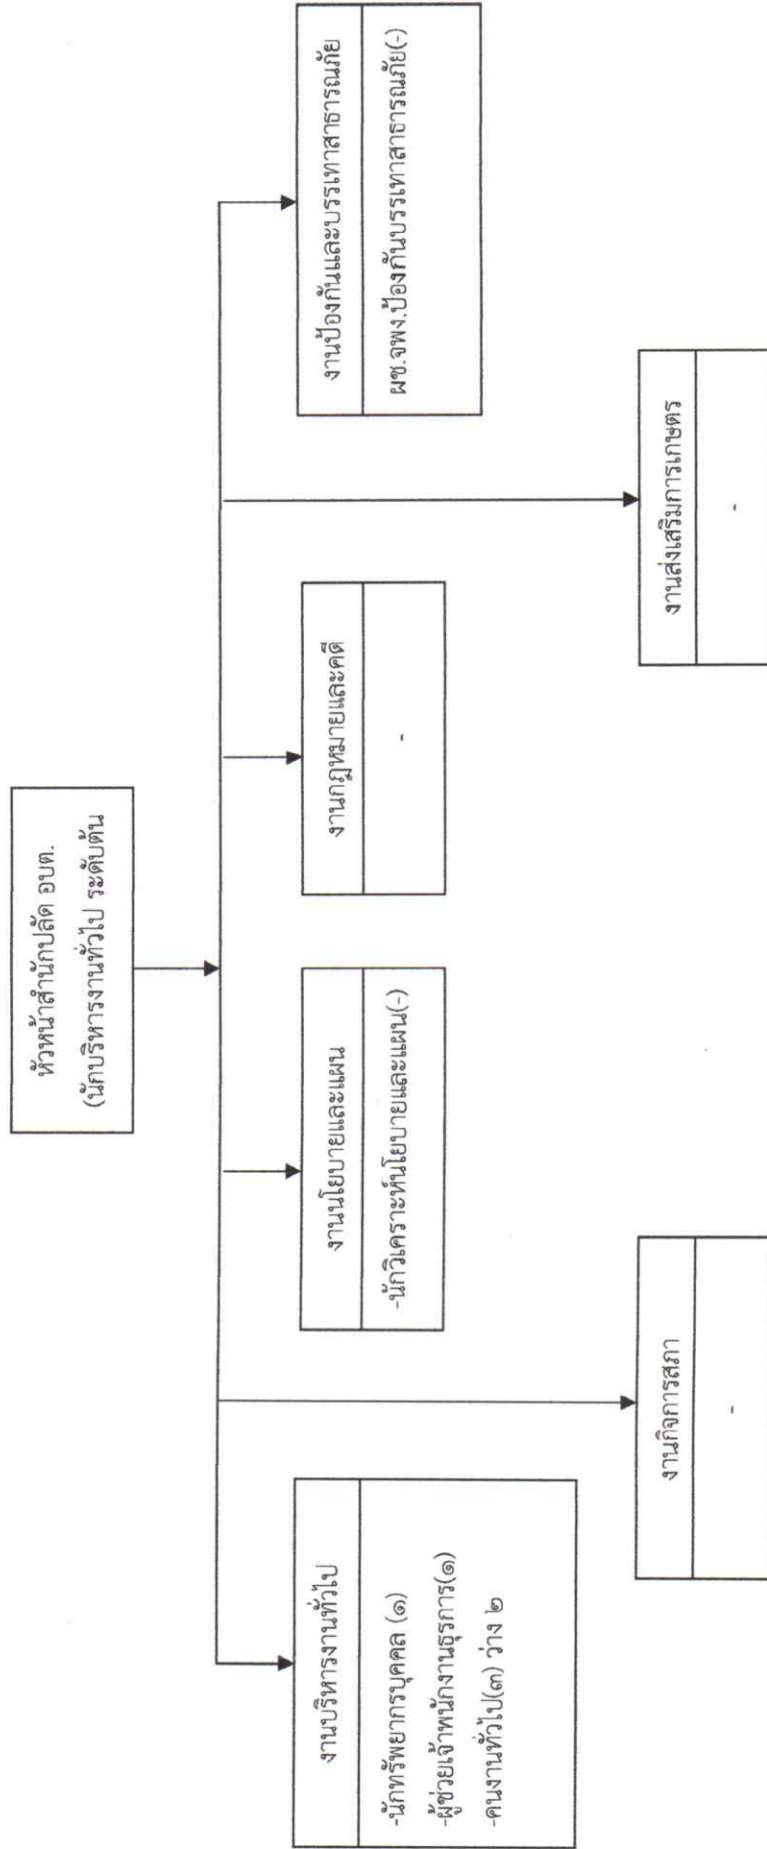 หัวหน้าสำนักปลัด อบต.
(นักบริหารงานทั่วไป ระดับต้น
งานบริหารงานทั่วไป
-นักทรัพยากรบุคคล (๑)
-ผู้ช่วยเจ้าพนักงานธุรการ(๑)
-คนงานทั่วไป(๓) ว่าง ๒
งานนโยบายและแผน
-นักวิเคราะห์นโยบายและแผน(-)
งานกฎหมายและคดี
-
งานป้องกันและบรรเทาสาธารณภัย
ผช.จพง.ป้องกันบรรเทาสาธารณภัย(-)
งานกิจการสภา
-
งานส่งเสริมการเกษตร
-